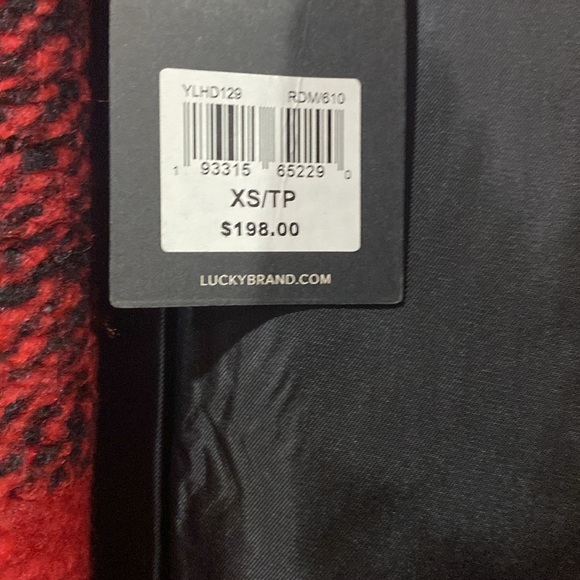 YLHD129 RDM/610
1 93315 65229 0
XS/TP
$198.00
LUCKYBRAND.COM